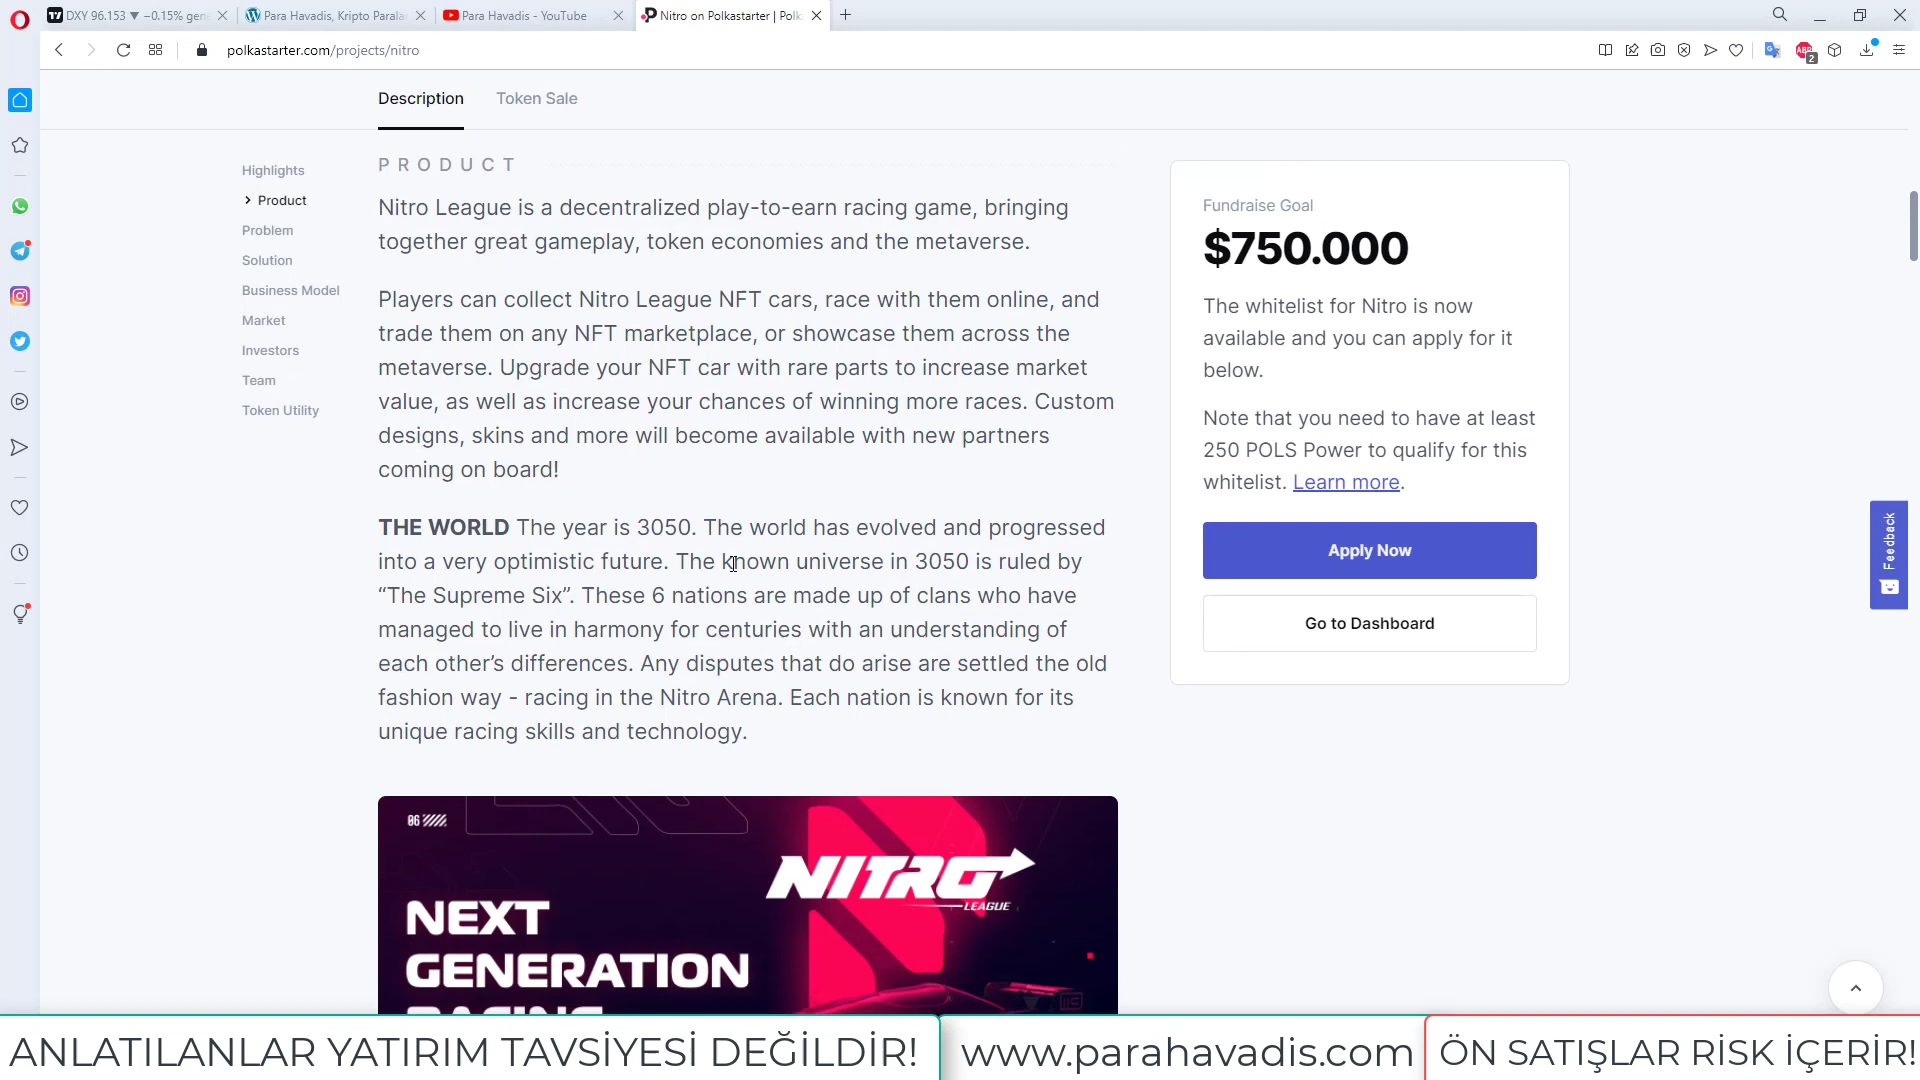 DXY 96.153 ▼ −0.15% gen
Para Havadis, Kripto Parala
Para Havadis - YouTube
Nitro on Polkastarter | Polk
polkastarter.com/projects/nitro
ABP
2
Description
Token Sale
Highlights
Product
Problem
Solution
Business Model
Market
Investors
Team
Token Utility
PRODUCT
Nitro League is a decentralized play-to-earn racing game, bringing
together great gameplay, token economies and the metaverse.
Players can collect Nitro League NFT cars, race with them online, and
trade them on any NFT marketplace, or showcase them across the
metaverse. Upgrade your NFT car with rare parts to increase market
value, as well as increase your chances of winning more races. Custom
designs, skins and more will become available with new partners
coming on board!
THE WORLD The year is 3050. The world has evolved and progressed
into a very optimistic future. The known universe in 3050 is ruled by
“The Supreme Six”. These 6 nations are made up of clans who have
managed to live in harmony for centuries with an understanding of
each other’s differences. Any disputes that do arise are settled the old
fashion way - racing in the Nitro Arena. Each nation is known for its
unique racing skills and technology.
06
NITRO
LEAGUE
NEXT
GENERATION
RACING
Fundraise Goal
$750.000
The whitelist for Nitro is now
available and you can apply for it
below.
Note that you need to have at least
250 POLS Power to qualify for this
whitelist. Learn more.
Apply Now
Go to Dashboard
Feedback
ANLATILANLAR YATIRIM TAVSİYESİ DEĞİLDİR!
www.parahavadis.com
ÖN SATIŞLAR RİSK İÇERİR!